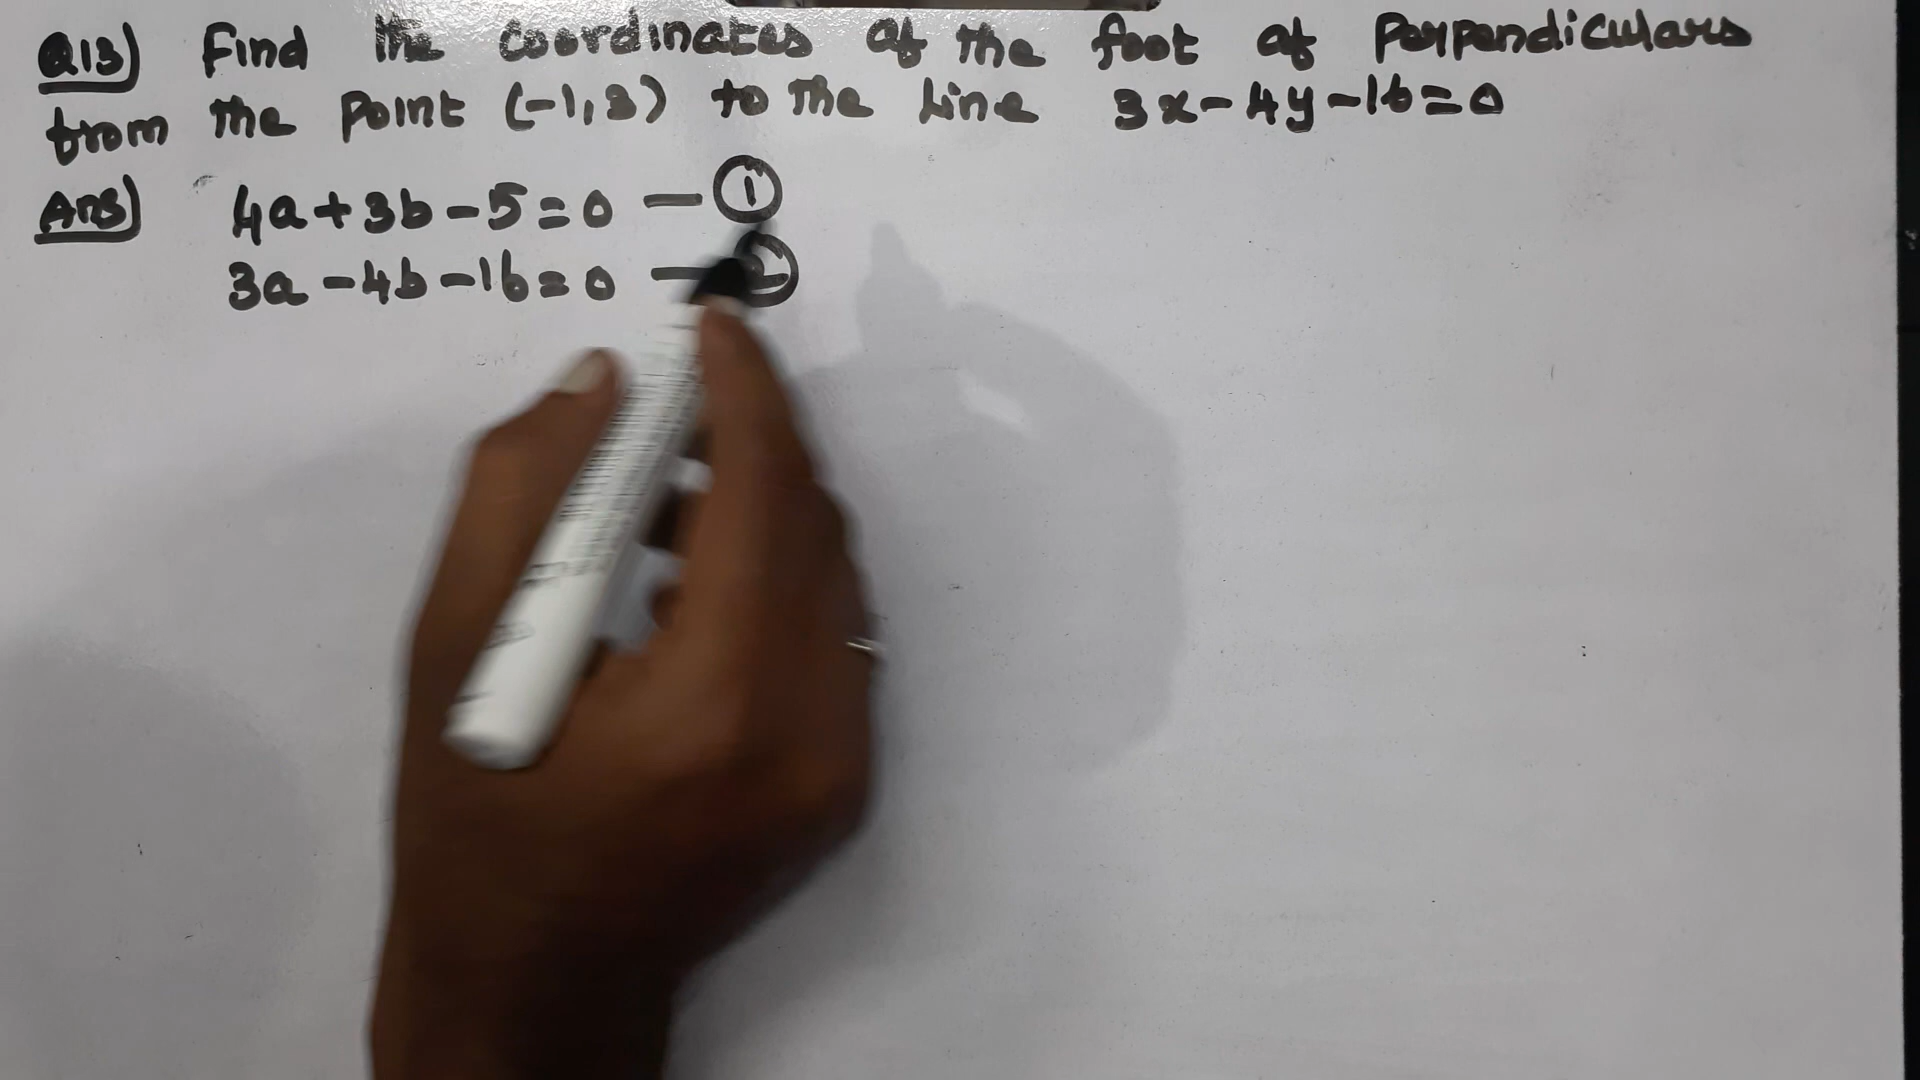 Q13) Find the coordinates of the foot of Perpendiculars
from the point (-1,3) to the line 3x-4y-16=0
Ans) 4a+3b-5=0 — ①
3a-4b-16=0 — ②